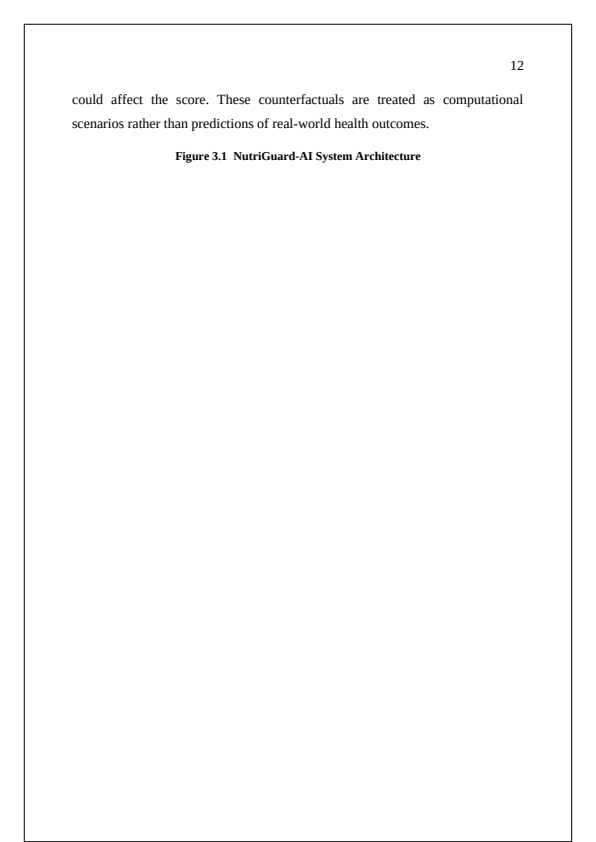 12
could affect the score. These counterfactuals are treated as computational
scenarios rather than predictions of real-world health outcomes.
Figure 3.1  NutriGuard-AI System Architecture